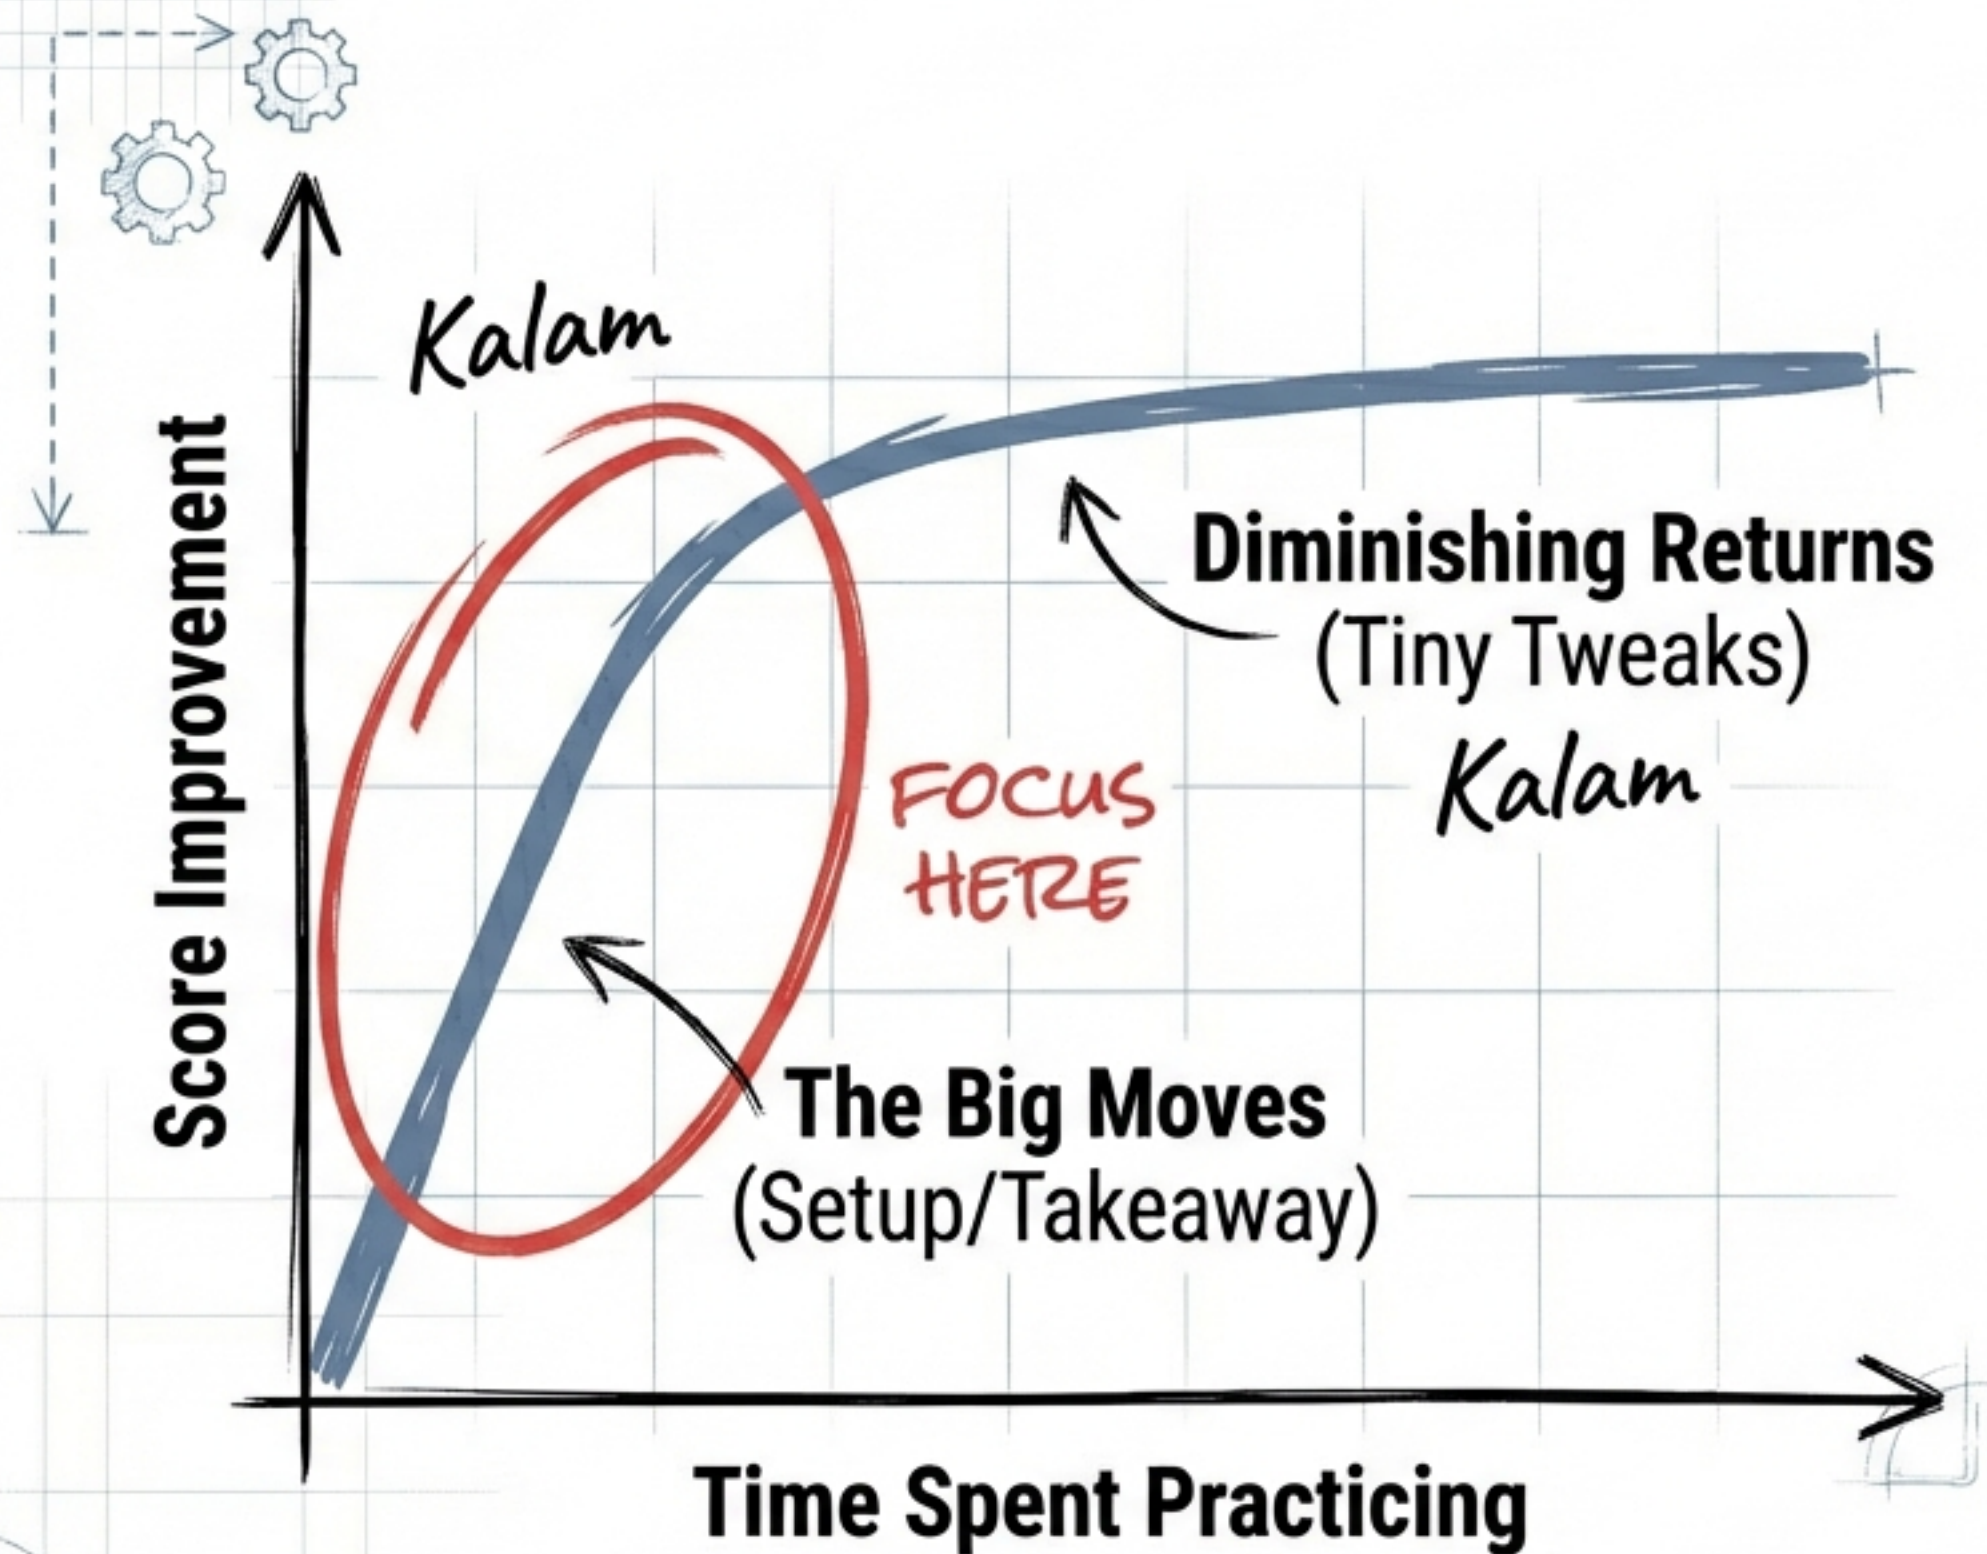 Kalam
Score Improvement
Diminishing Returns
(Tiny Tweaks)
Kalam
FOCUS
HERE
The Big Moves
(Setup/Takeaway)
Time Spent Practicing